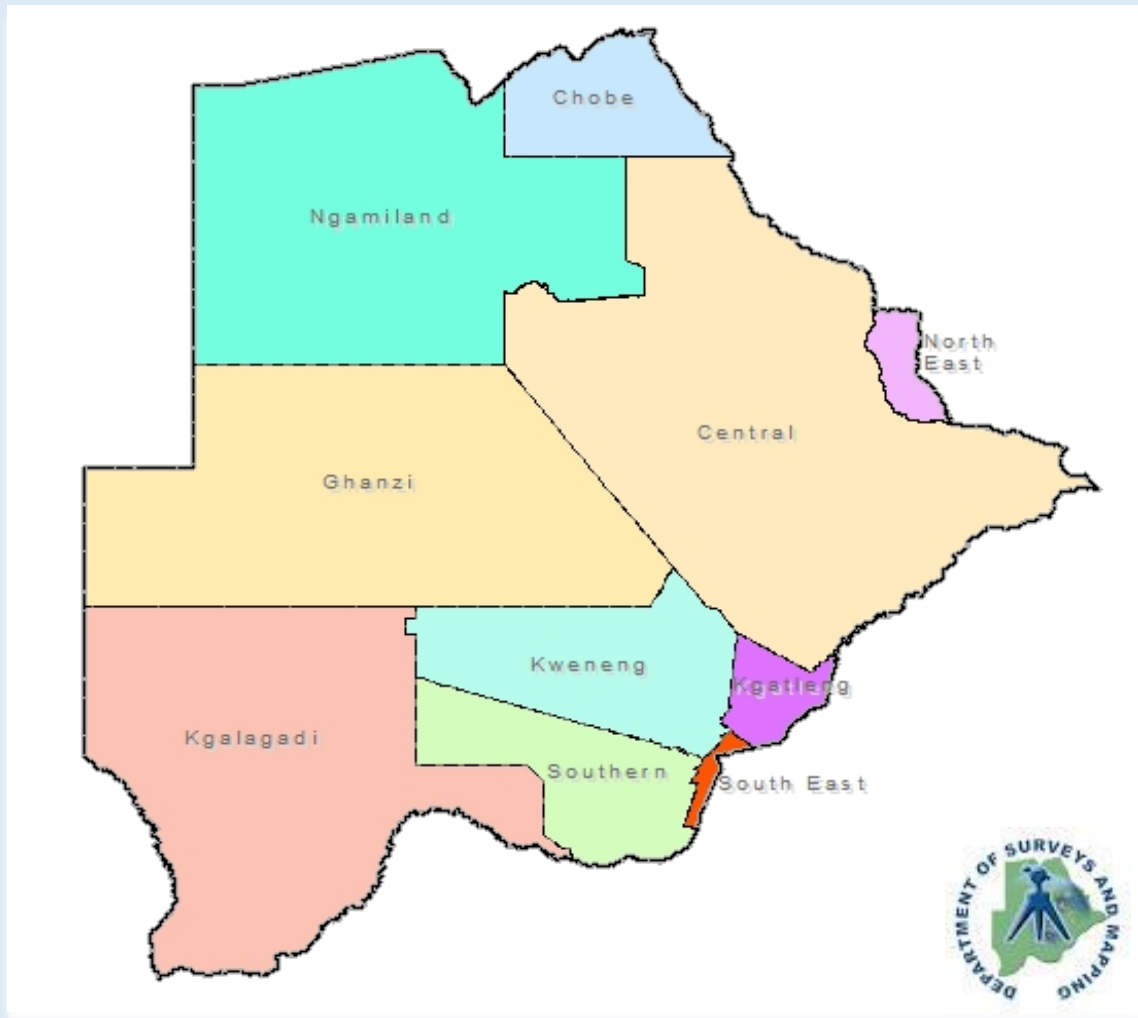 Chobe
Ngamiland
North
East
Central
Ghanzi
Kweneng
Kgatleng
Kgalagadi
Southern
South East
DEPARTMENT OF SURVEYS AND MAPPING